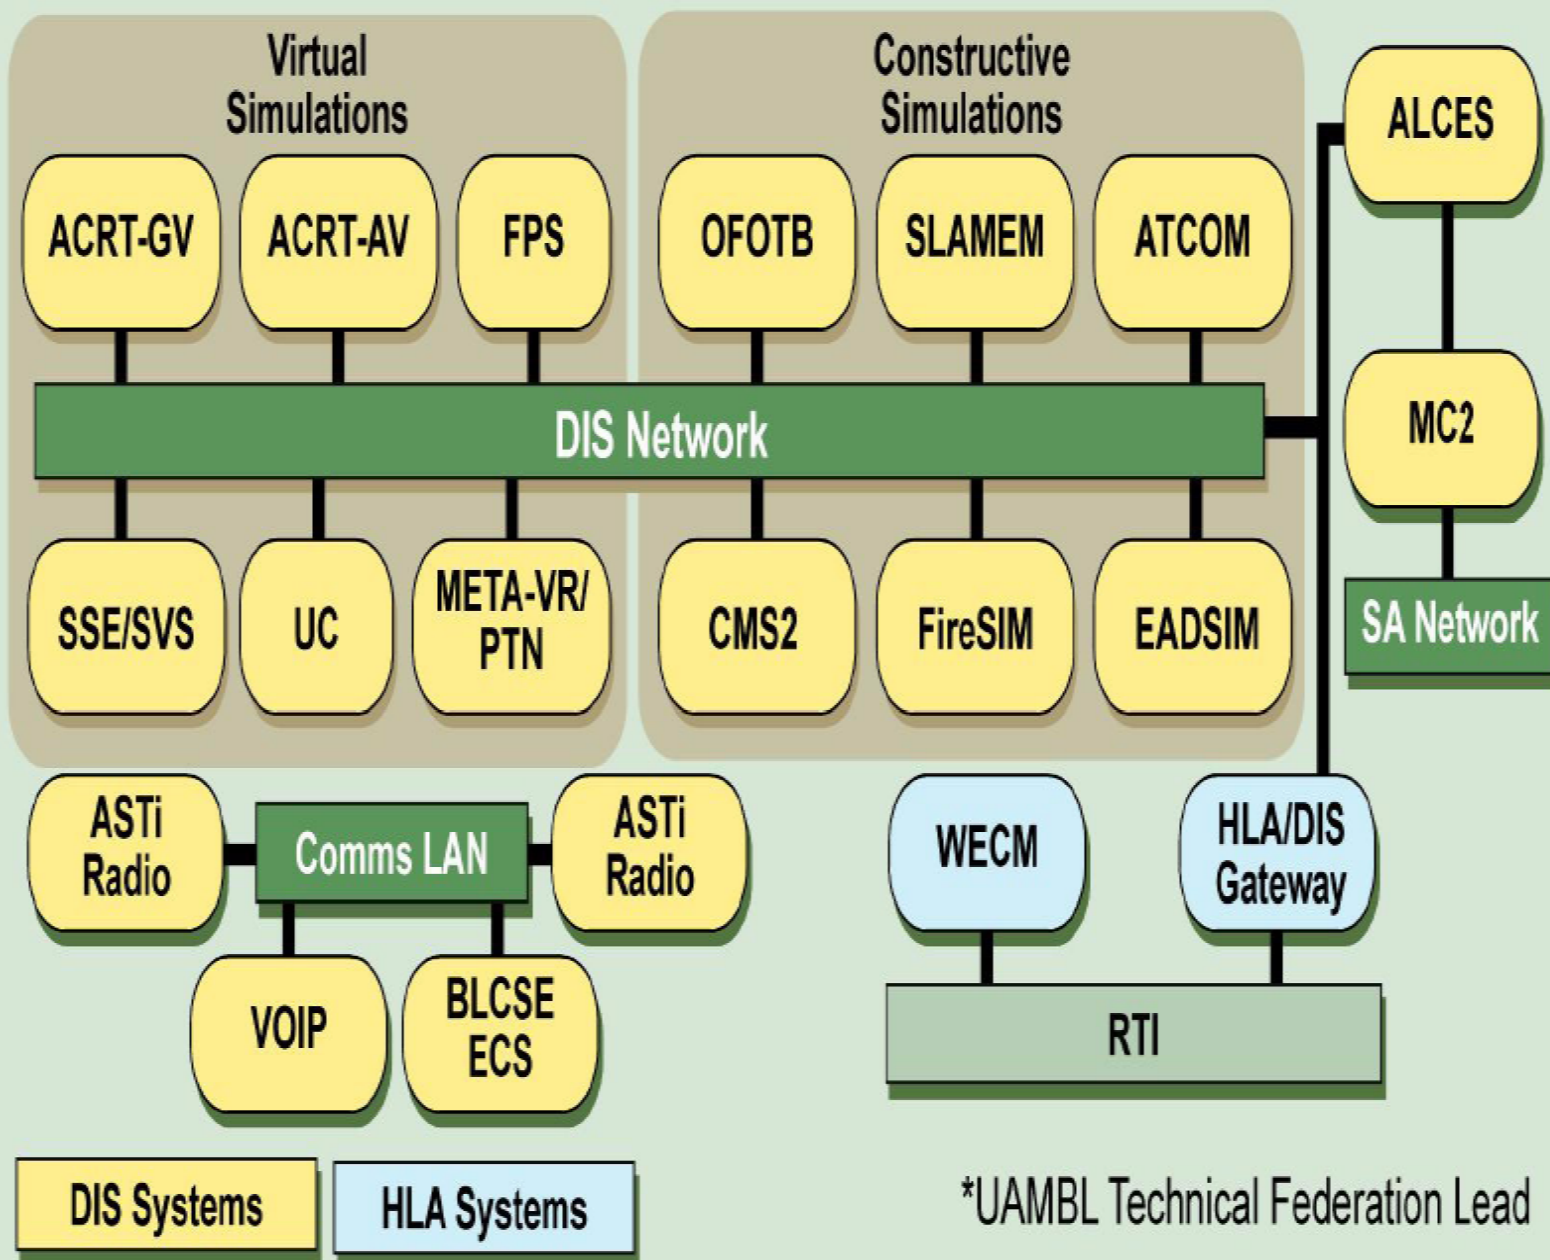 Virtual
Simulations
Constructive
Simulations
ALCES
ACRT-GV
ACRT-AV
FPS
OFOTB
SLAMEM
ATCOM
DIS Network
MC2
SSE/SVS
UC
META-VR/
PTN
CMS2
FireSIM
EADSIM
SA Network
ASTi
Radio
Comms LAN
ASTi
Radio
WECM
HLA/DIS
Gateway
VOIP
BLCSE
ECS
RTI
DIS Systems
HLA Systems
*UAMBL Technical Federation Lead